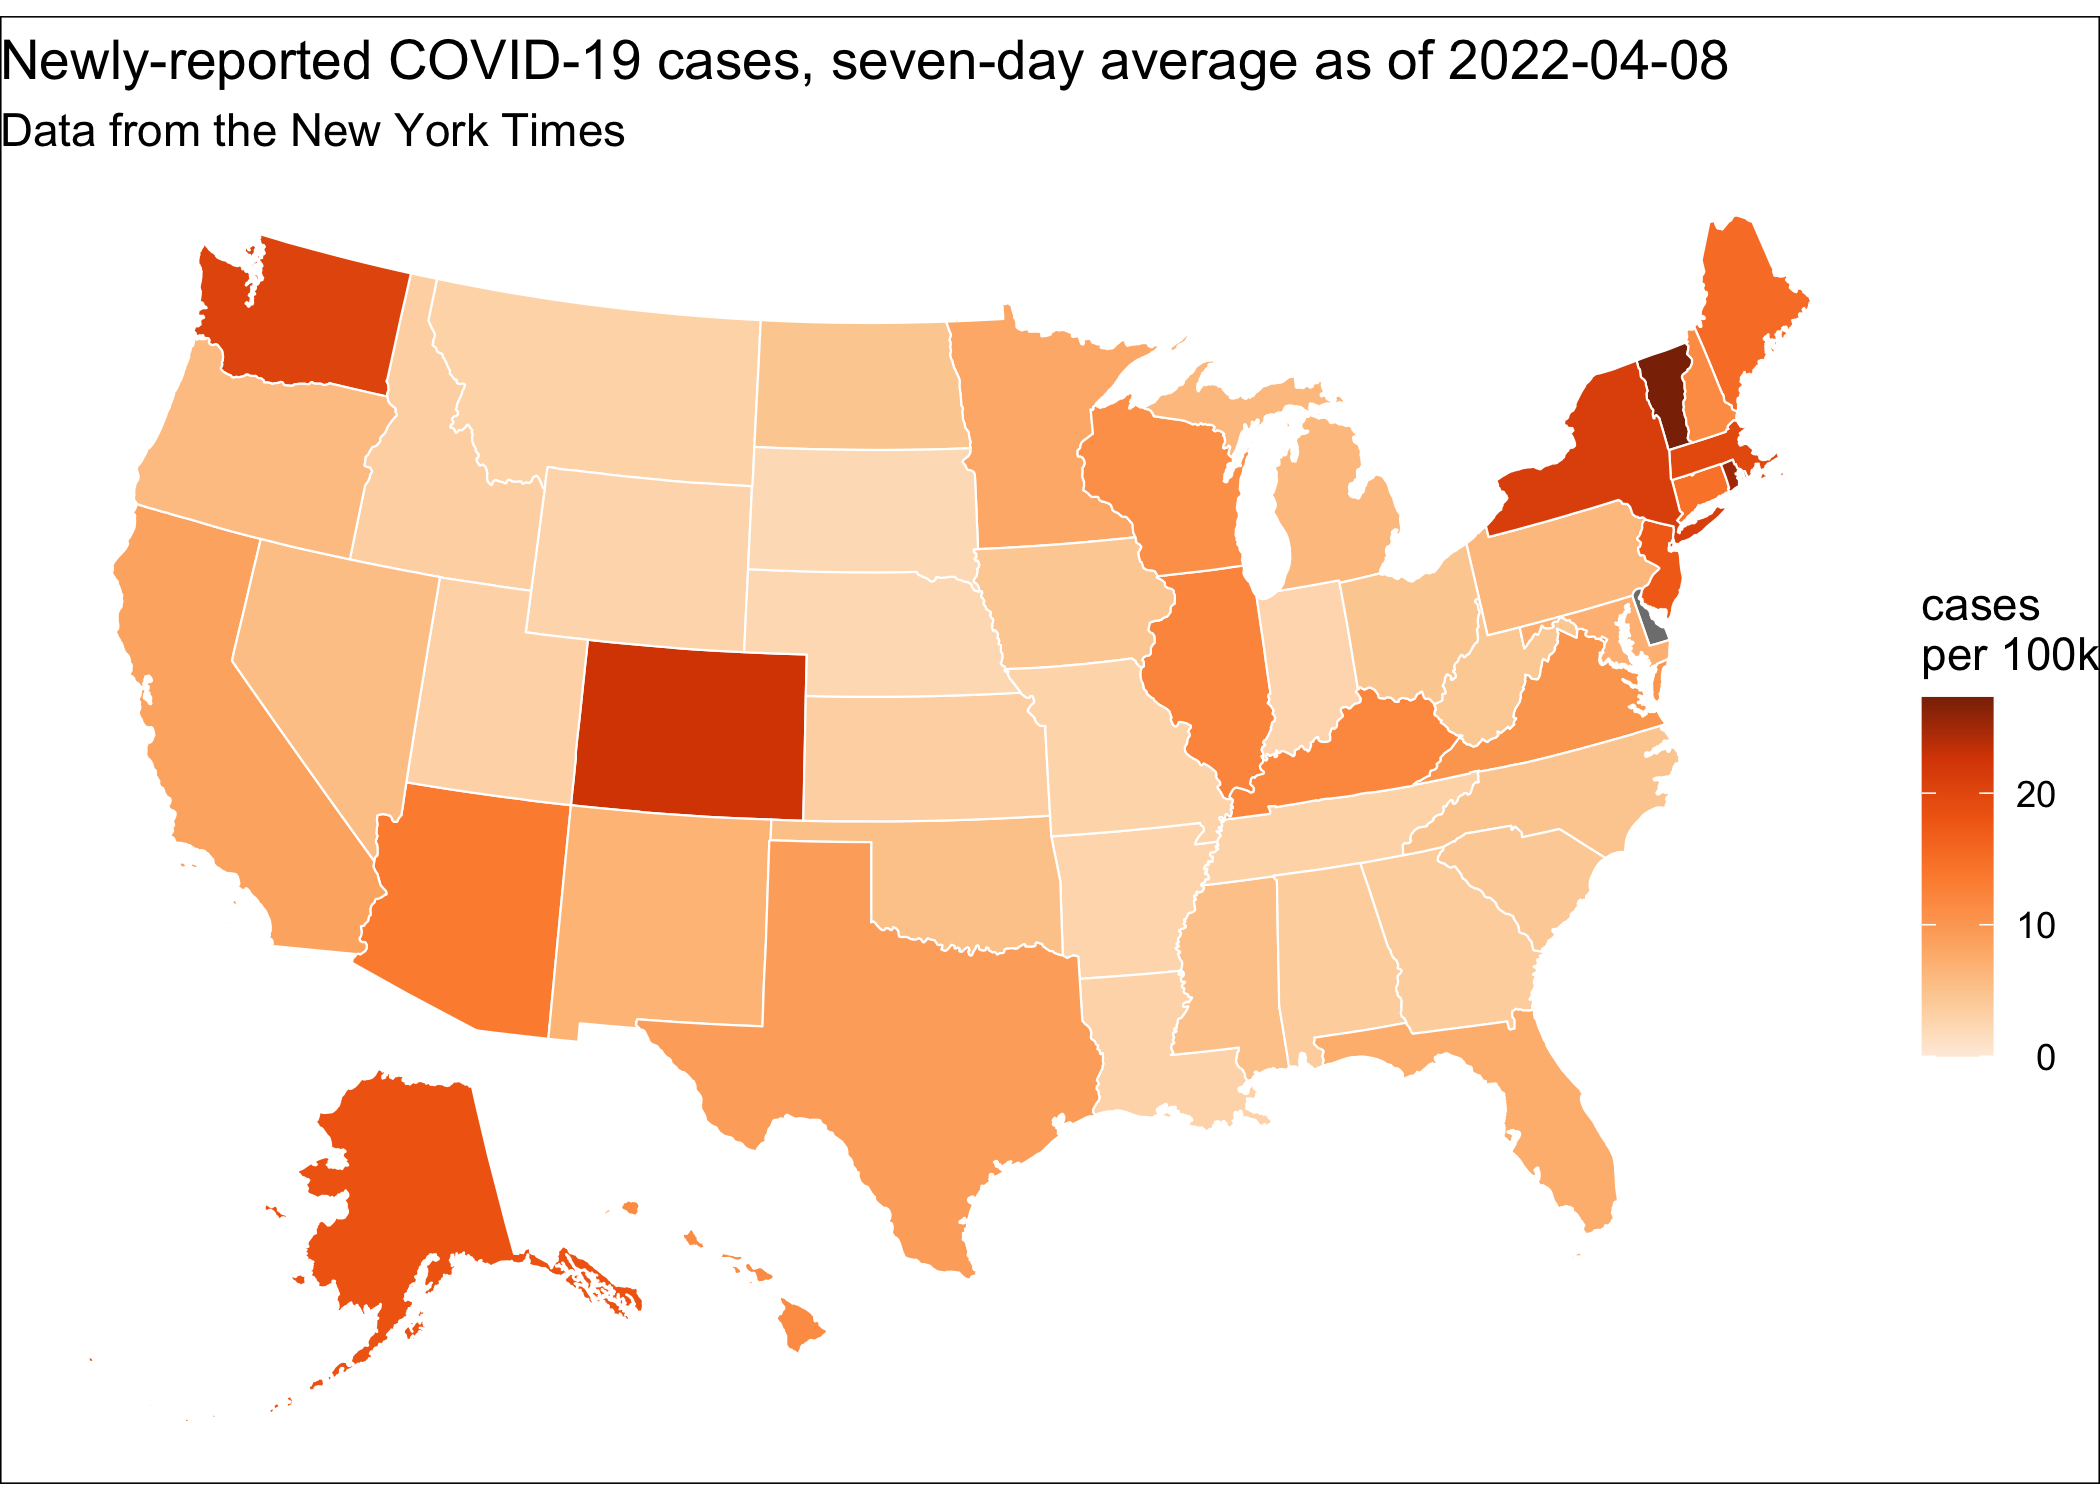 Newly-reported COVID-19 cases, seven-day average as of 2022-04-08
Data from the New York Times
cases
per 100k
20
10
0